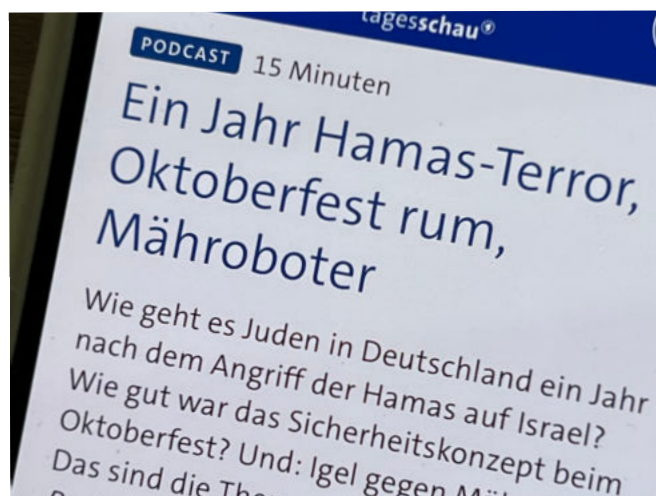 tagesschau
PODCAST 15 Minuten
Ein Jahr Hamas-Terror,
Oktoberfest rum,
Mähroboter
Wie geht es Juden in Deutschland ein Jahr
nach dem Angriff der Hamas auf Israel?
Wie gut war das Sicherheitskonzept beim
Oktoberfest? Und: Igel gegen
Das sind die